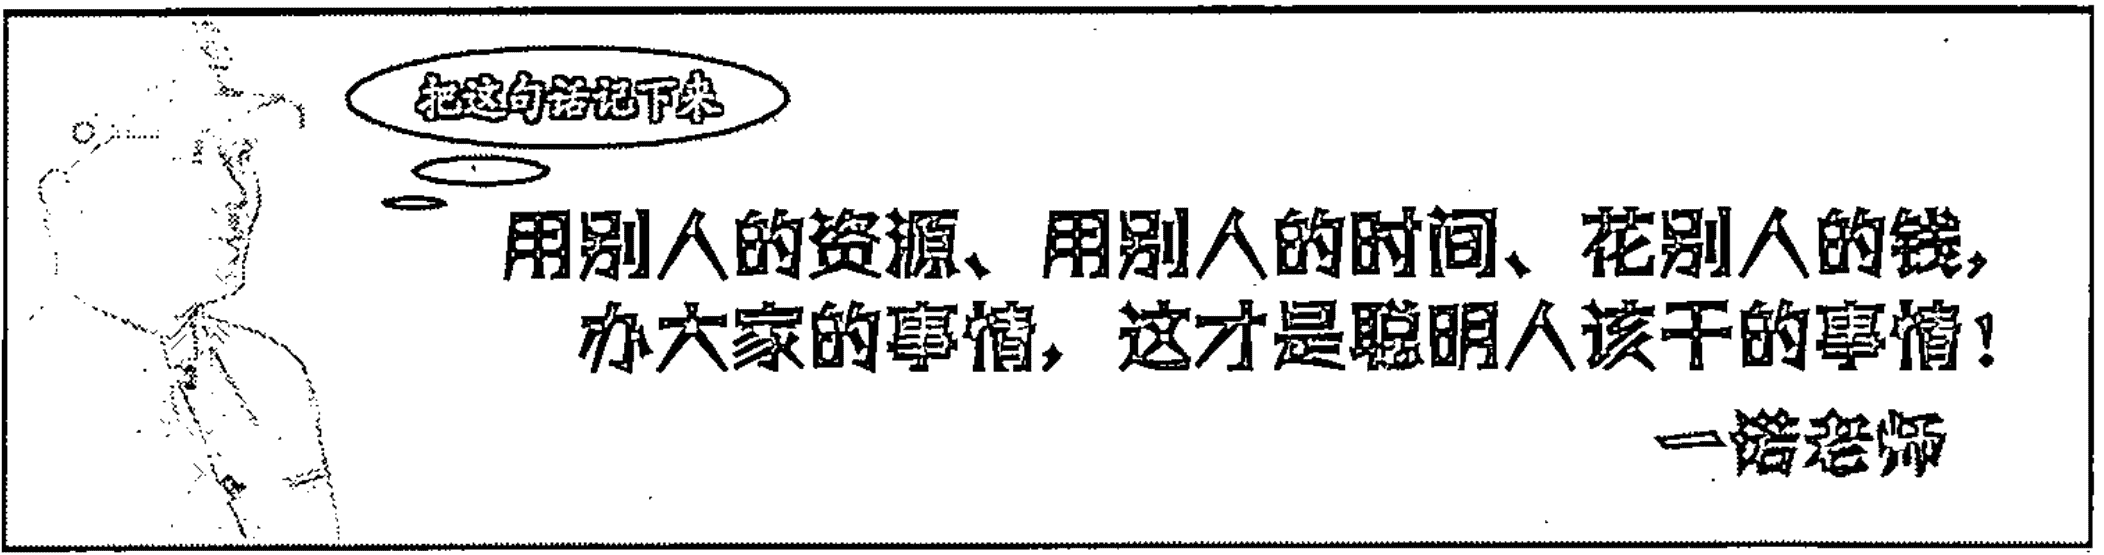 把这句话记下来
用别人的资源、用别人的时间、花别人的钱，
办大家的事情，这才是聪明人该干的事情！
一诺老师